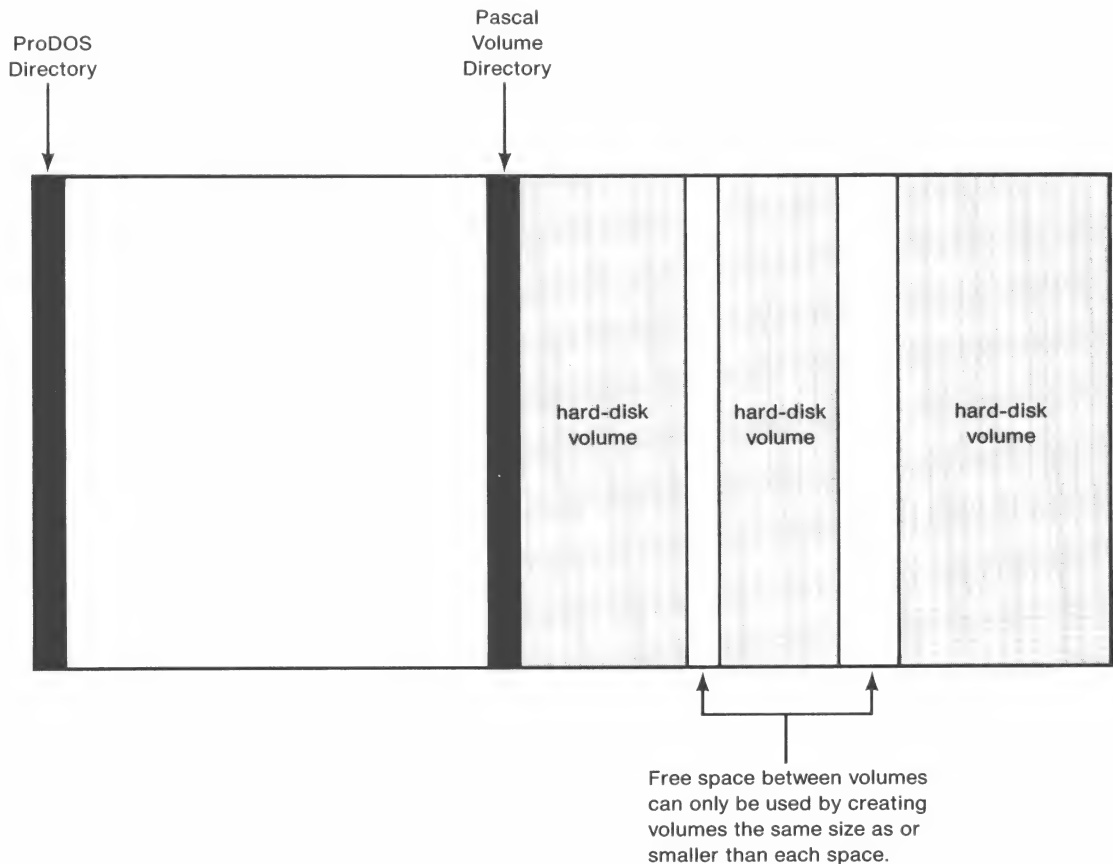 ProDOS
Directory
Pascal
Volume
Directory
hard-disk
volume
hard-disk
volume
hard-disk
volume
Free space between volumes
can only be used by creating
volumes the same size as or
smaller than each space.